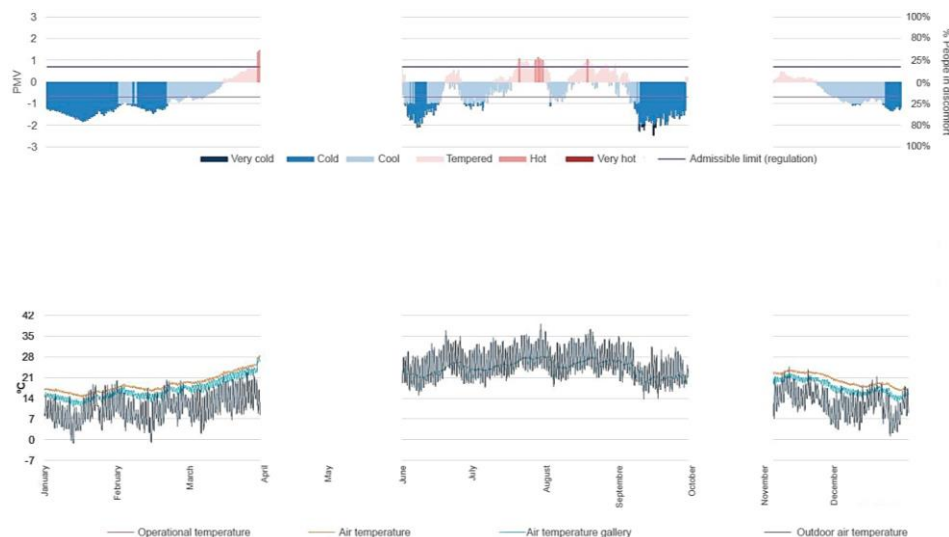 3 100%
2 80%
1 25%
0 0%
-1 25%
-2 80%
-3 100%
PMV
% People in discomfort
Very cold Cold Cool Tempered Hot Very hot Admissible limit (regulation)
42
35
28
21
14
7
0
-7
°C
January February March April May June July August Septembre October November December
Operational temperature Air temperature Air temperature gallery Outdoor air temperature